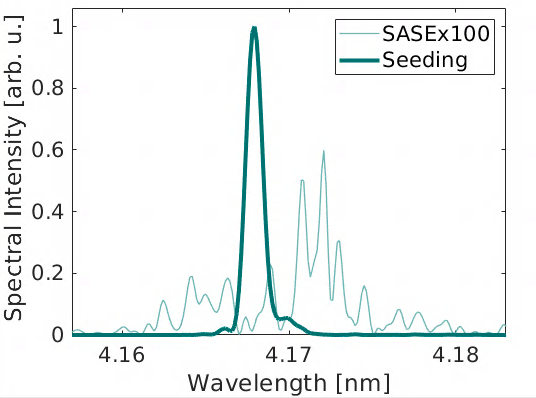 SASEx100
Seeding
Spectral Intensity [arb. u.]
1
0.8
0.6
0.4
0.2
0
4.16
4.17
4.18
Wavelength [nm]